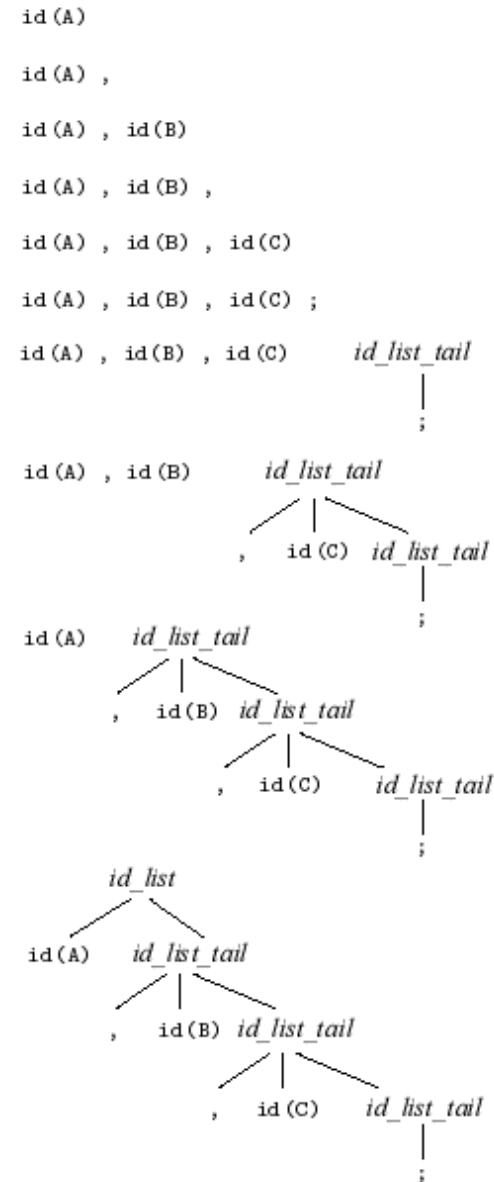 id(A)
id(A) ,
id(A) , id(B)
id(A) , id(B) ,
id(A) , id(B) , id(C)
id(A) , id(B) , id(C) ;
id(A) , id(B) , id(C) id_list_tail
;
id(A) , id(B) id_list_tail
, id(C) id_list_tail
;
id(A) id_list_tail
, id(B) id_list_tail
, id(C) id_list_tail
;
id_list
id(A) id_list_tail
, id(B) id_list_tail
, id(C) id_list_tail
;